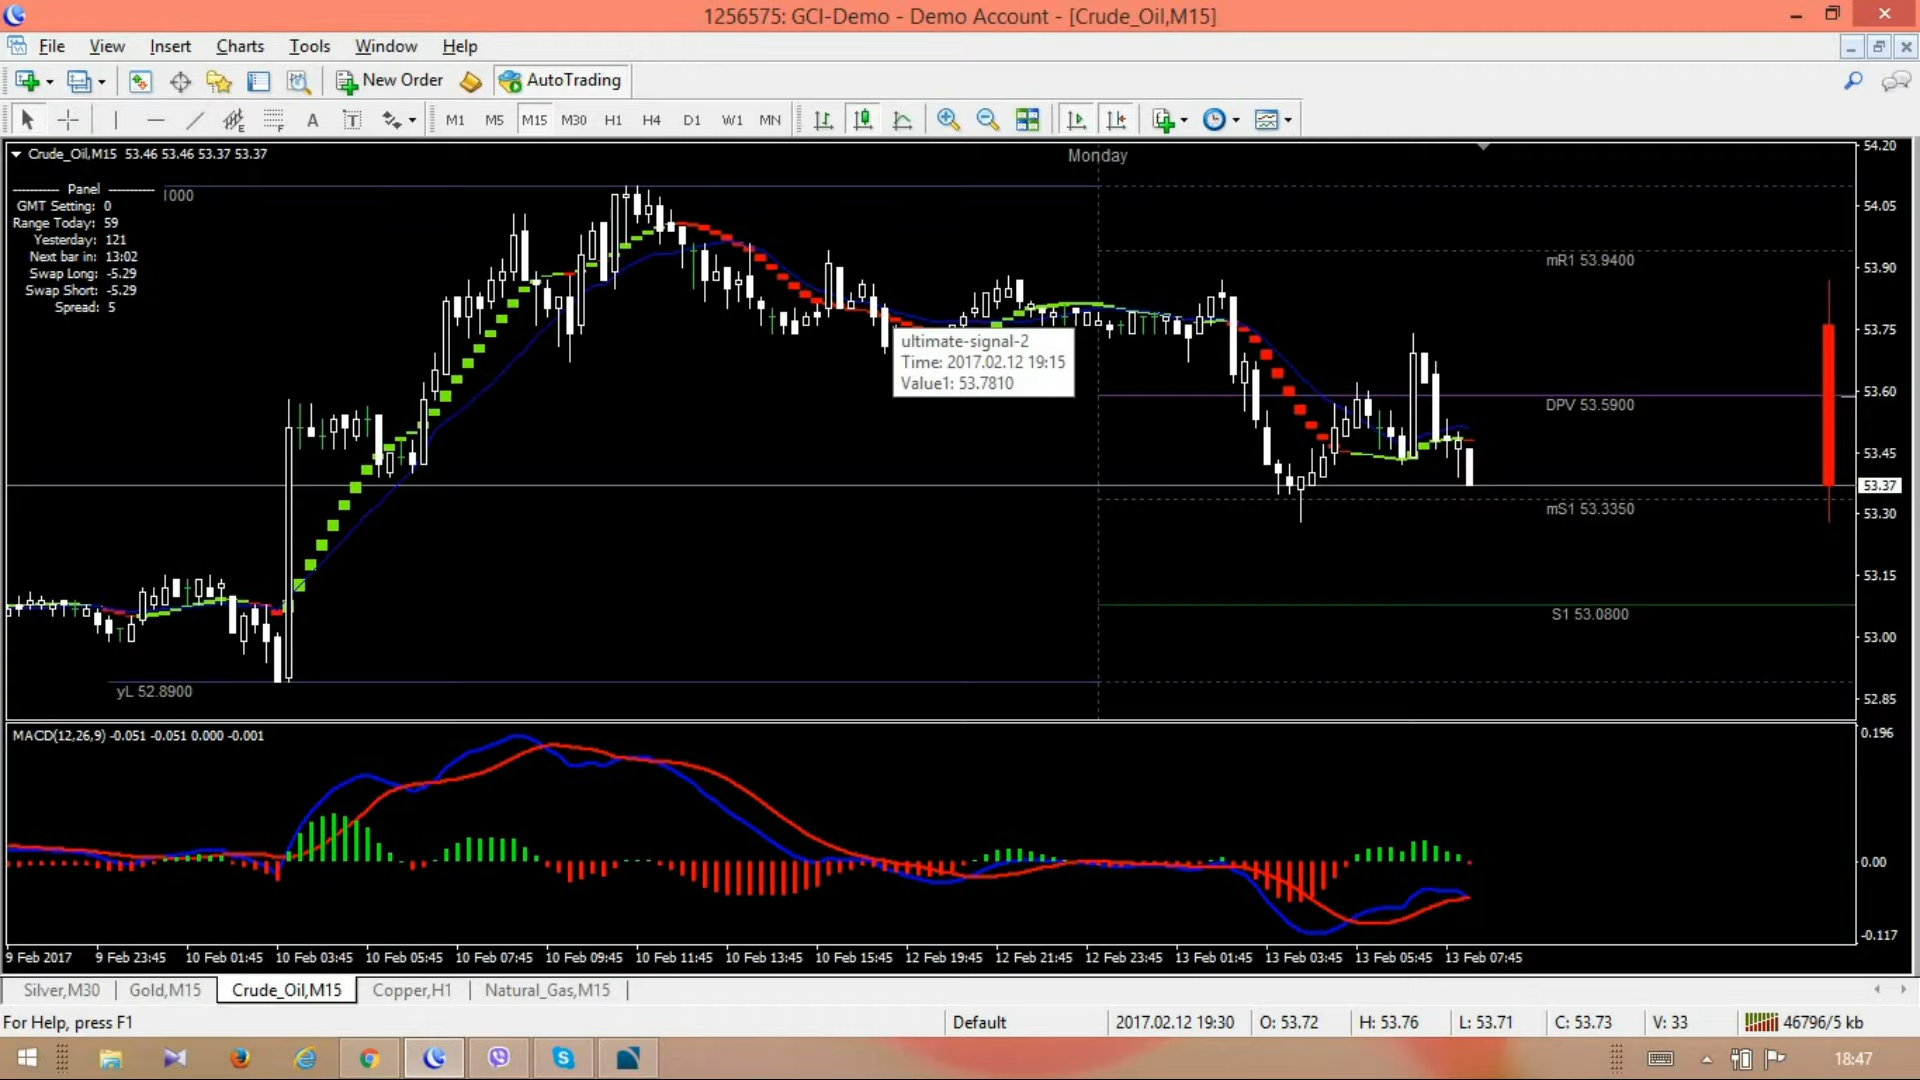 1256575: GCI-Demo - Demo Account - [Crude_Oil,M15]
File View Insert Charts Tools Window Help
New Order AutoTrading
A T M1 M5 M15 M30 H1 H4 D1 W1 MN
Crude_Oil,M15 53.46 53.46 53.37 53.37
Monday
54.20
----------- Panel -----------
1000
GMT Setting: 0
54.05
Range Today: 59
Yesterday: 121
Next bar in: 13:02
mR1 53.9400
53.90
Swap Long: -5.29
Swap Short: -5.29
Spread: 5
53.75
ultimate-signal-2
Time: 2017.02.12 19:15
Value1: 53.7810
53.60
DPV 53.5900
53.45
53.37
mS1 53.3350
53.30
53.15
S1 53.0800
53.00
yL 52.8900
52.85
MACD(12,26,9) -0.051 -0.051 0.000 -0.001
0.196
0.00
-0.117
9 Feb 2017 9 Feb 23:45 10 Feb 01:45 10 Feb 03:45 10 Feb 05:45 10 Feb 07:45 10 Feb 09:45 10 Feb 11:45 10 Feb 13:45 10 Feb 15:45 12 Feb 19:45 12 Feb 21:45 12 Feb 23:45 13 Feb 01:45 13 Feb 03:45 13 Feb 05:45 13 Feb 07:45
Silver,M30 Gold,M15 Crude_Oil,M15 Copper,H1 Natural_Gas,M15
For Help, press F1 Default 2017.02.12 19:30 O: 53.72 H: 53.76 L: 53.71 C: 53.73 V: 33 46796/5 kb
18:47